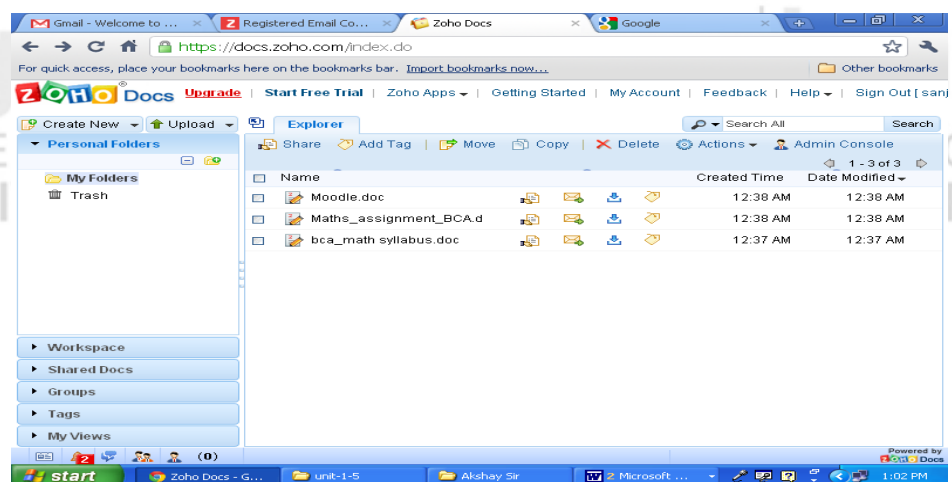 Gmail - Welcome to ... Registered Email Co... Zoho Docs Google
https://docs.zoho.com/index.do
For quick access, place your bookmarks here on the bookmarks bar. Import bookmarks now... Other bookmarks
ZOHO Docs Upgrade | Start Free Trial | Zoho Apps | Getting Started | My Account | Feedback | Help | Sign Out [ sanj
Create New Upload Explorer Search All Search
Personal Folders Share Add Tag | Move Copy | Delete Actions Admin Console
1 - 3 of 3
My Folders Name Created Time Date Modified
Trash Moodle.doc 12:38 AM 12:38 AM
Maths_assignment_BCA.d 12:38 AM 12:38 AM
bca_math syllabus.doc 12:37 AM 12:37 AM
Workspace
Shared Docs
Groups
Tags
My Views
2 (0) Powered by ZOHO Docs
start Zoho Docs - G... unit-1-5 Akshay Sir 2 Microsoft ... 1:02 PM